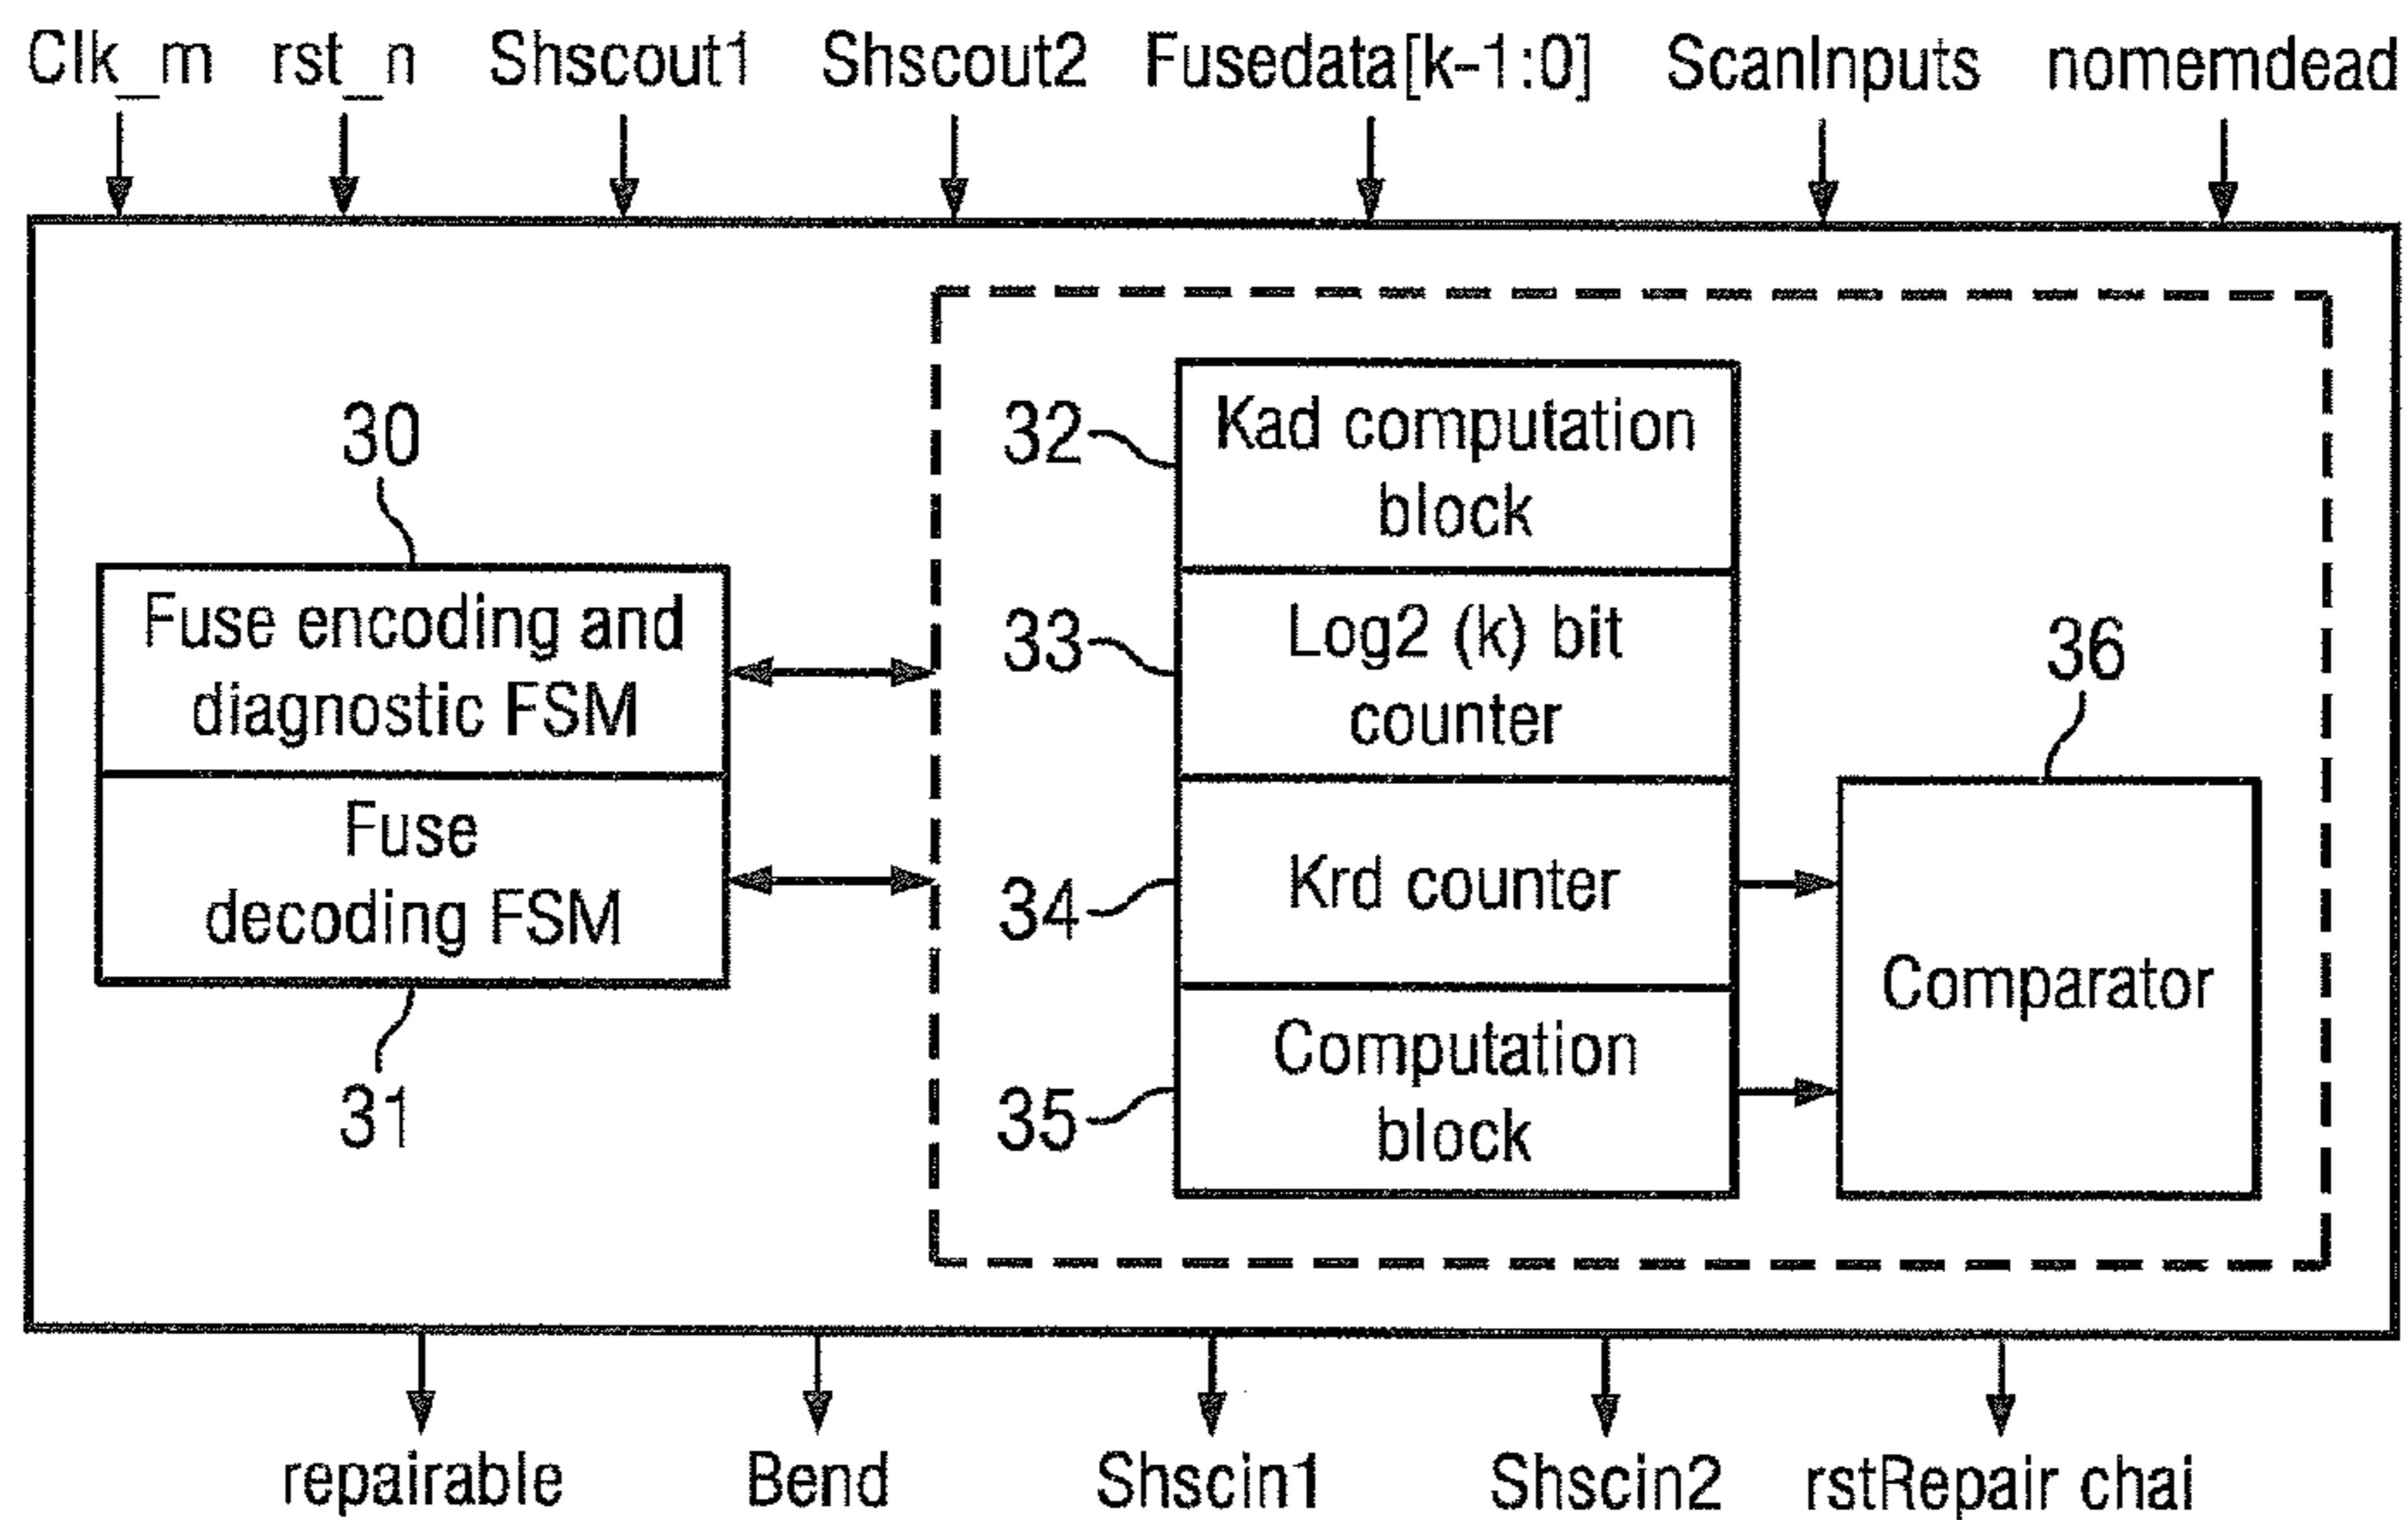 Clk_m rst_n Shscout1 Shscout2 Fusedata[k-1:0] ScanInputs nomemdead
30
Fuse encoding and
diagnostic FSM
Fuse
decoding FSM
31
32
Kad computation
block
33
Log2 (k) bit
counter
34
Krd counter
35
Computation
block
36
Comparator
repairable Bend Shscin1 Shscin2 rstRepair chai